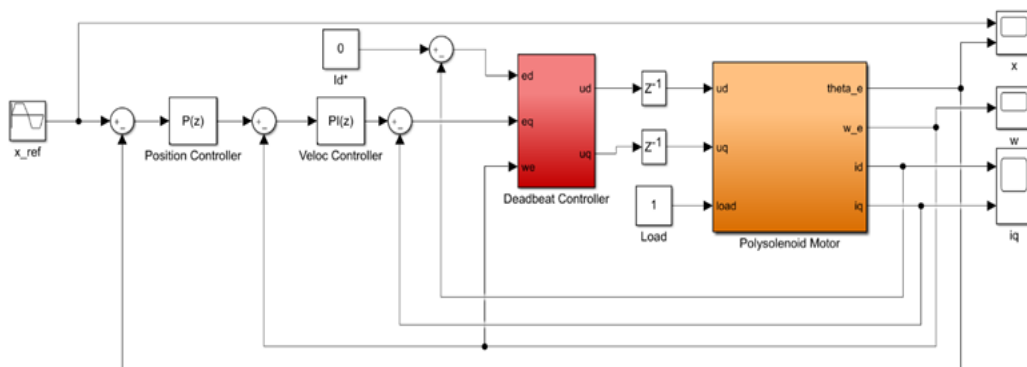 x_ref
+
-
P(z)
Position Controller
+
-
PI(z)
Veloc Controller
+
-
0
Id*
+
-
ed
eq
we
ud
uq
Deadbeat Controller
Z-1
Z-1
1
Load
ud
uq
load
theta_e
w_e
id
iq
Polysolenoid Motor
x
w
iq